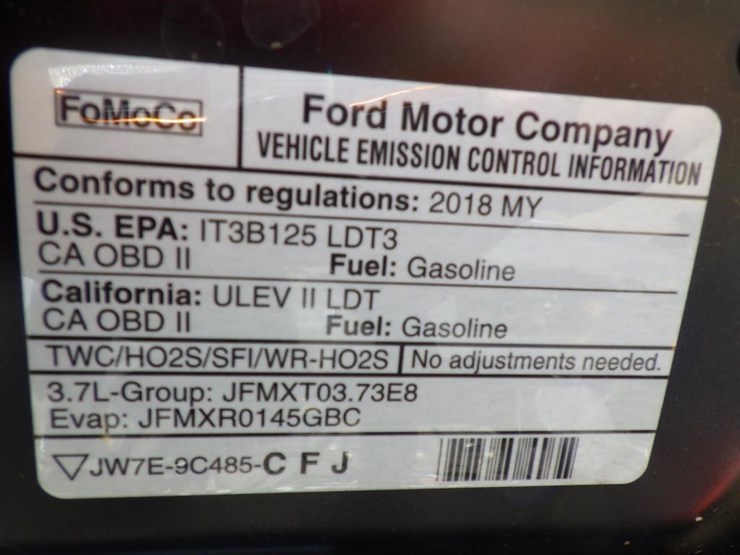 FoMoCo
Ford Motor Company
VEHICLE EMISSION CONTROL INFORMATION
Conforms to regulations: 2018 MY
U.S. EPA: IT3B125 LDT3
CA OBD II Fuel: Gasoline
California: ULEV II LDT
CA OBD II Fuel: Gasoline
TWC/HO2S/SFI/WR-HO2S No adjustments needed.
3.7L-Group: JFMXT03.73E8
Evap: JFMXR0145GBC
JW7E-9C485-C F J